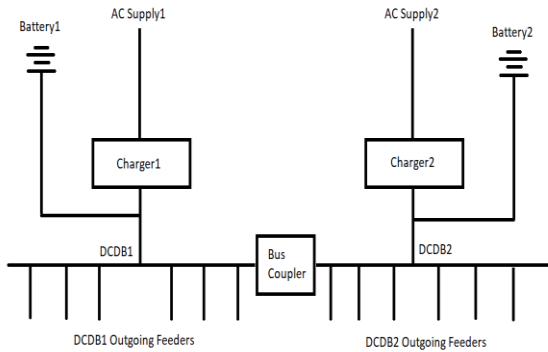 AC Supply1
AC Supply2
Battery1
Battery2
Charger1
Charger2
DCDB1
Bus
Coupler
DCDB2
DCDB1 Outgoing Feeders
DCDB2 Outgoing Feeders